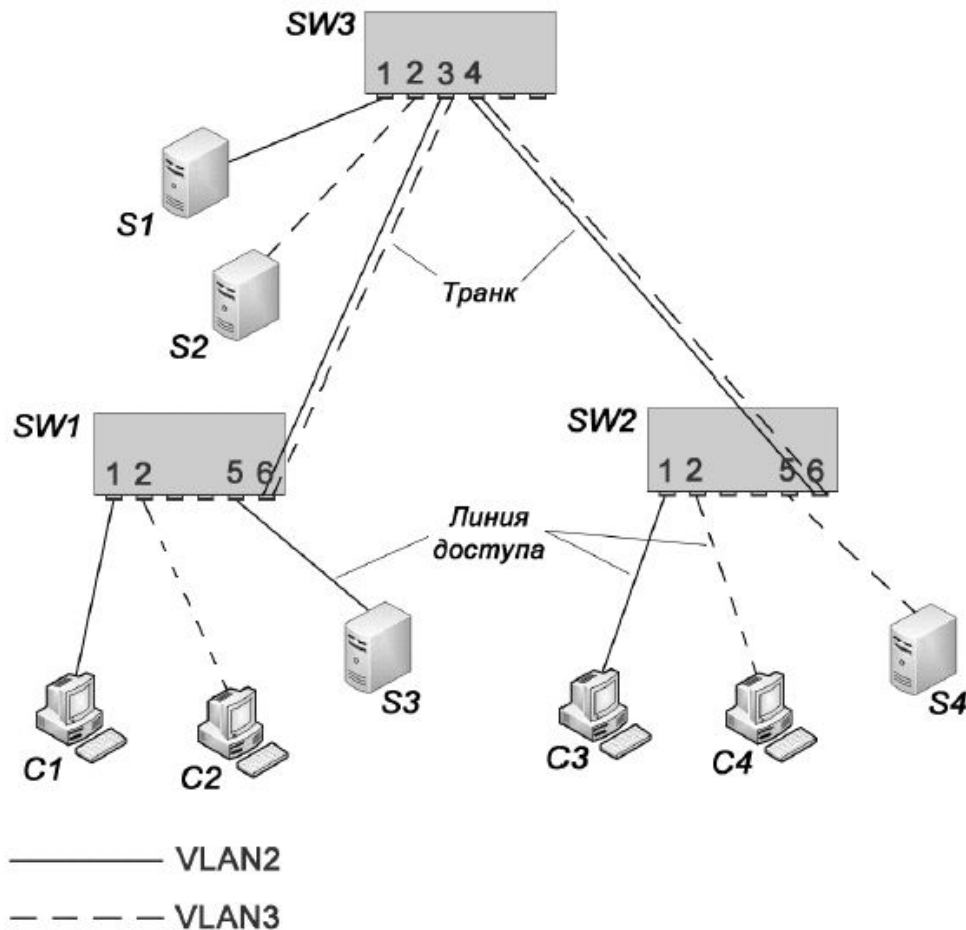 SW3
1 2 3 4
S1
S2
Транк
SW1
1 2 5 6
SW2
1 2 5 6
Линия
доступа
C1
C2
S3
C3
C4
S4
VLAN2
VLAN3